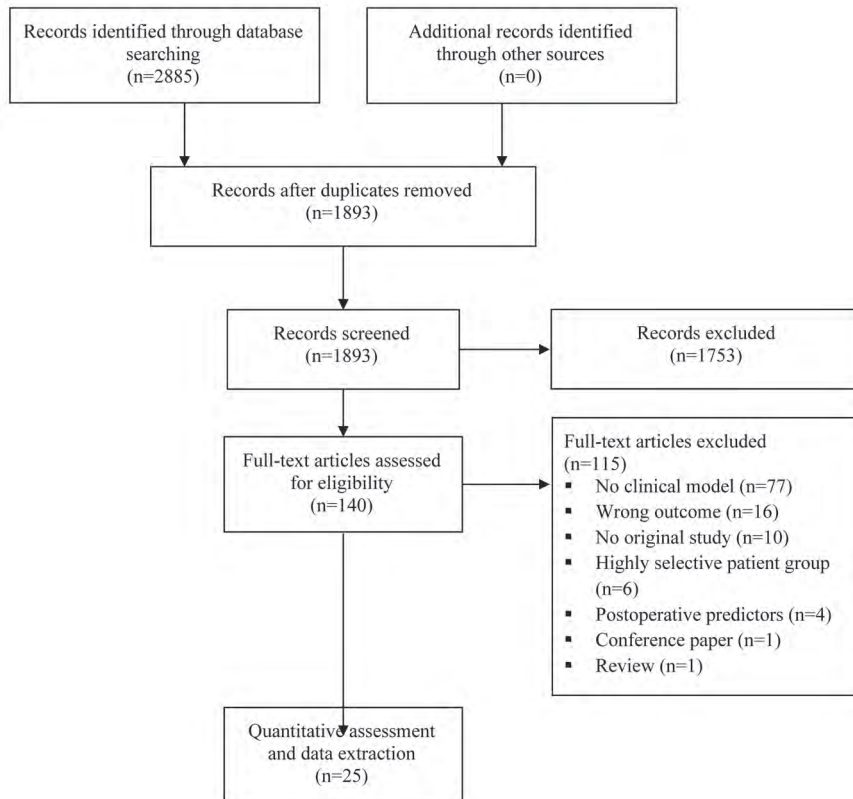 Records identified through database
searching
(n=2885)
Additional records identified
through other sources
(n=0)
Records after duplicates removed
(n=1893)
Records screened
(n=1893)
Records excluded
(n=1753)
Full-text articles assessed
for eligibility
(n=140)
Full-text articles excluded
(n=115)
▪ No clinical model (n=77)
▪ Wrong outcome (n=16)
▪ No original study (n=10)
▪ Highly selective patient group
(n=6)
▪ Postoperative predictors (n=4)
▪ Conference paper (n=1)
▪ Review (n=1)
Quantitative assessment
and data extraction
(n=25)